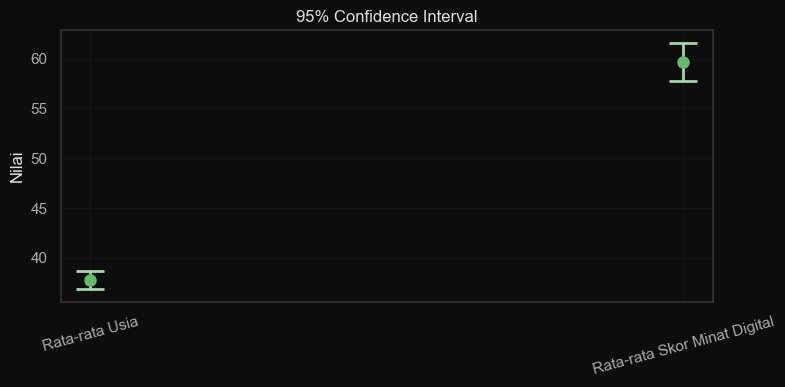 95% Confidence Interval
Nilai
60
55
50
45
40
Rata-rata Usia
Rata-rata Skor Minat Digital